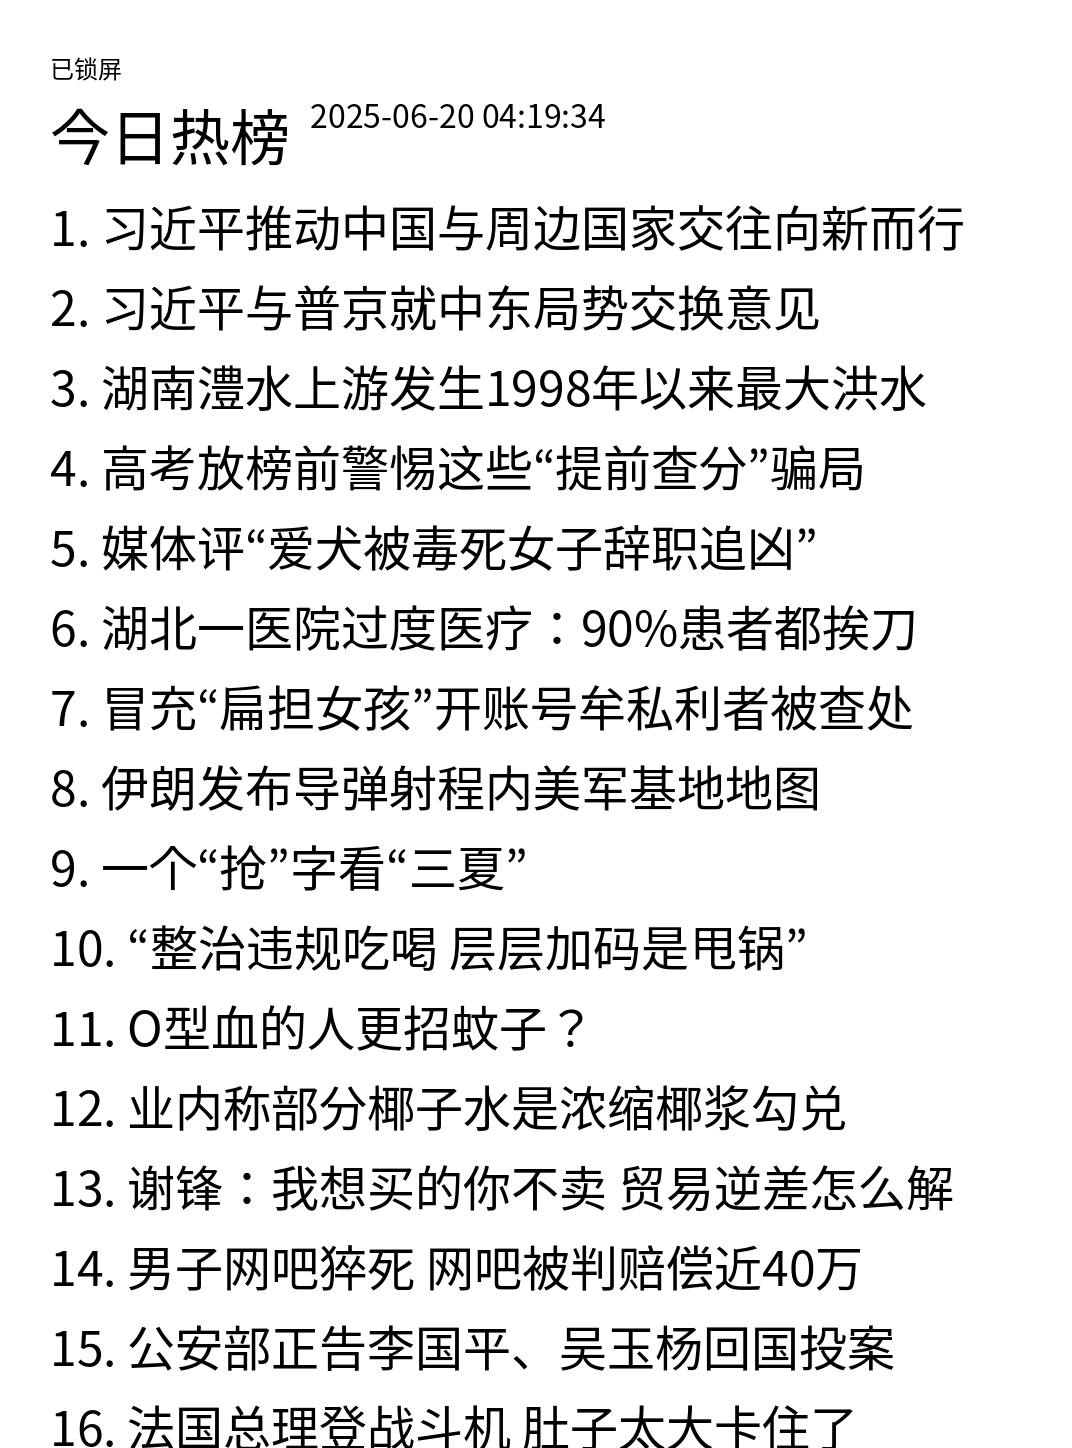 已锁屏
今日热榜 2025-06-20 04:19:34
1. 习近平推动中国与周边国家交往向新而行
2. 习近平与普京就中东局势交换意见
3. 湖南澧水上游发生1998年以来最大洪水
4. 高考放榜前警惕这些“提前查分”骗局
5. 媒体评“爱犬被毒死女子辞职追凶”
6. 湖北一医院过度医疗：90%患者都挨刀
7. 冒充“扁担女孩”开账号牟私利者被查处
8. 伊朗发布导弹射程内美军基地地图
9. 一个“抢”字看“三夏”
10. “整治违规吃喝 层层加码是甩锅”
11. O型血的人更招蚊子？
12. 业内称部分椰子水是浓缩椰浆勾兑
13. 谢锋：我想买的你不卖 贸易逆差怎么解
14. 男子网吧猝死 网吧被判赔偿近40万
15. 公安部正告李国平、吴玉杨回国投案
16. 法国总理登战斗机 肚子太大卡住了